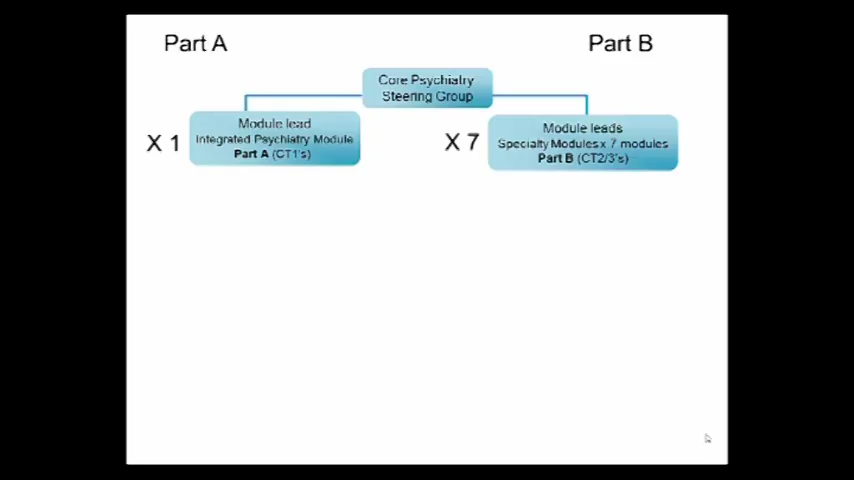 Part A
Part B
Core Psychiatry
Steering Group
X 1
Module lead
Integrated Psychiatry Module
Part A (CT1's)
X 7
Module leads
Specialty Modules x 7 modules
Part B (CT2/3's)